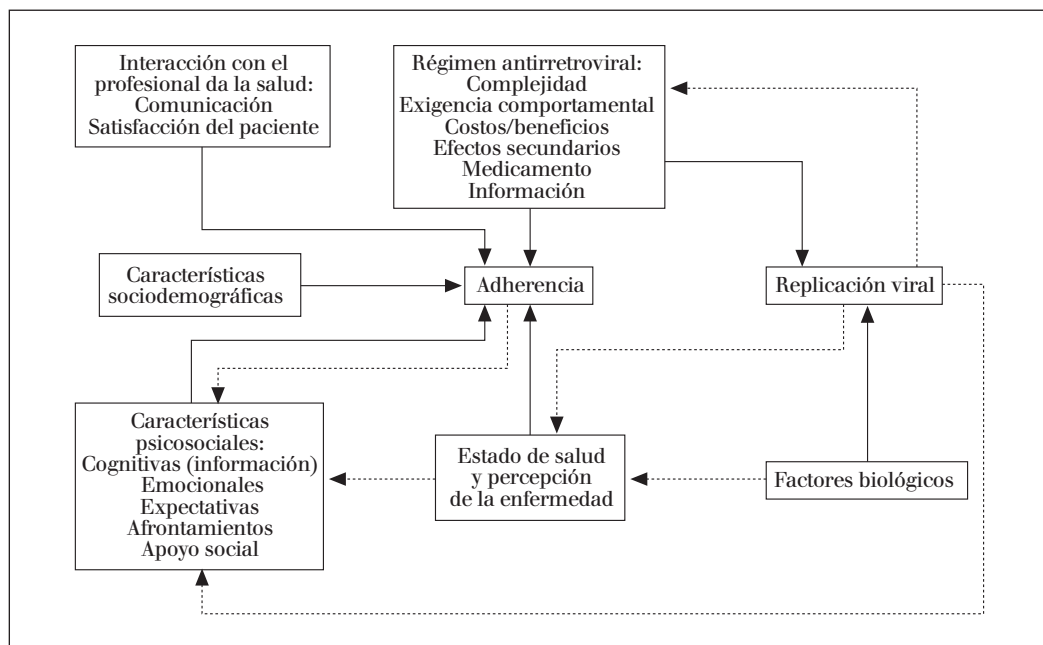 Interacción con el
profesional da la salud:
Comunicación
Satisfacción del paciente
Régimen antirretroviral:
Complejidad
Exigencia comportamental
Costos/beneficios
Efectos secundarios
Medicamento
Información
Características
sociodemográficas
Adherencia
Replicación viral
Características
psicosociales:
Cognitivas (información)
Emocionales
Expectativas
Afrontamientos
Apoyo social
Estado de salud
y percepción
de la enfermedad
Factores biológicos